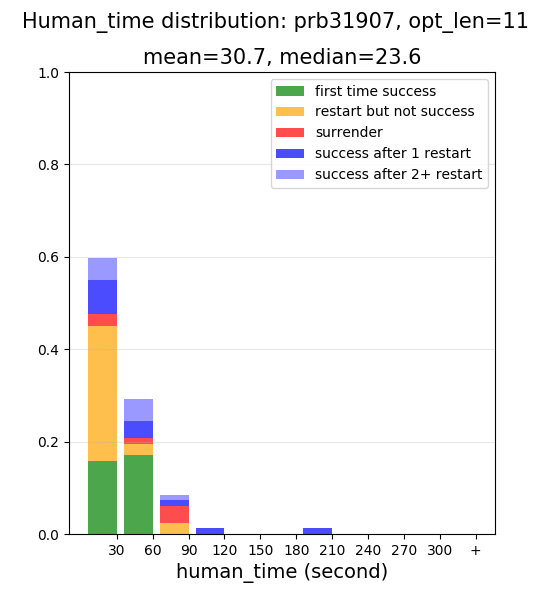 Human_time distribution: prb31907, opt_len=11
mean=30.7, median=23.6
1.0
0.8
0.6
0.4
0.2
0.0
first time success
restart but not success
surrender
success after 1 restart
success after 2+ restart
30 60 90 120 150 180 210 240 270 300 +
human_time (second)